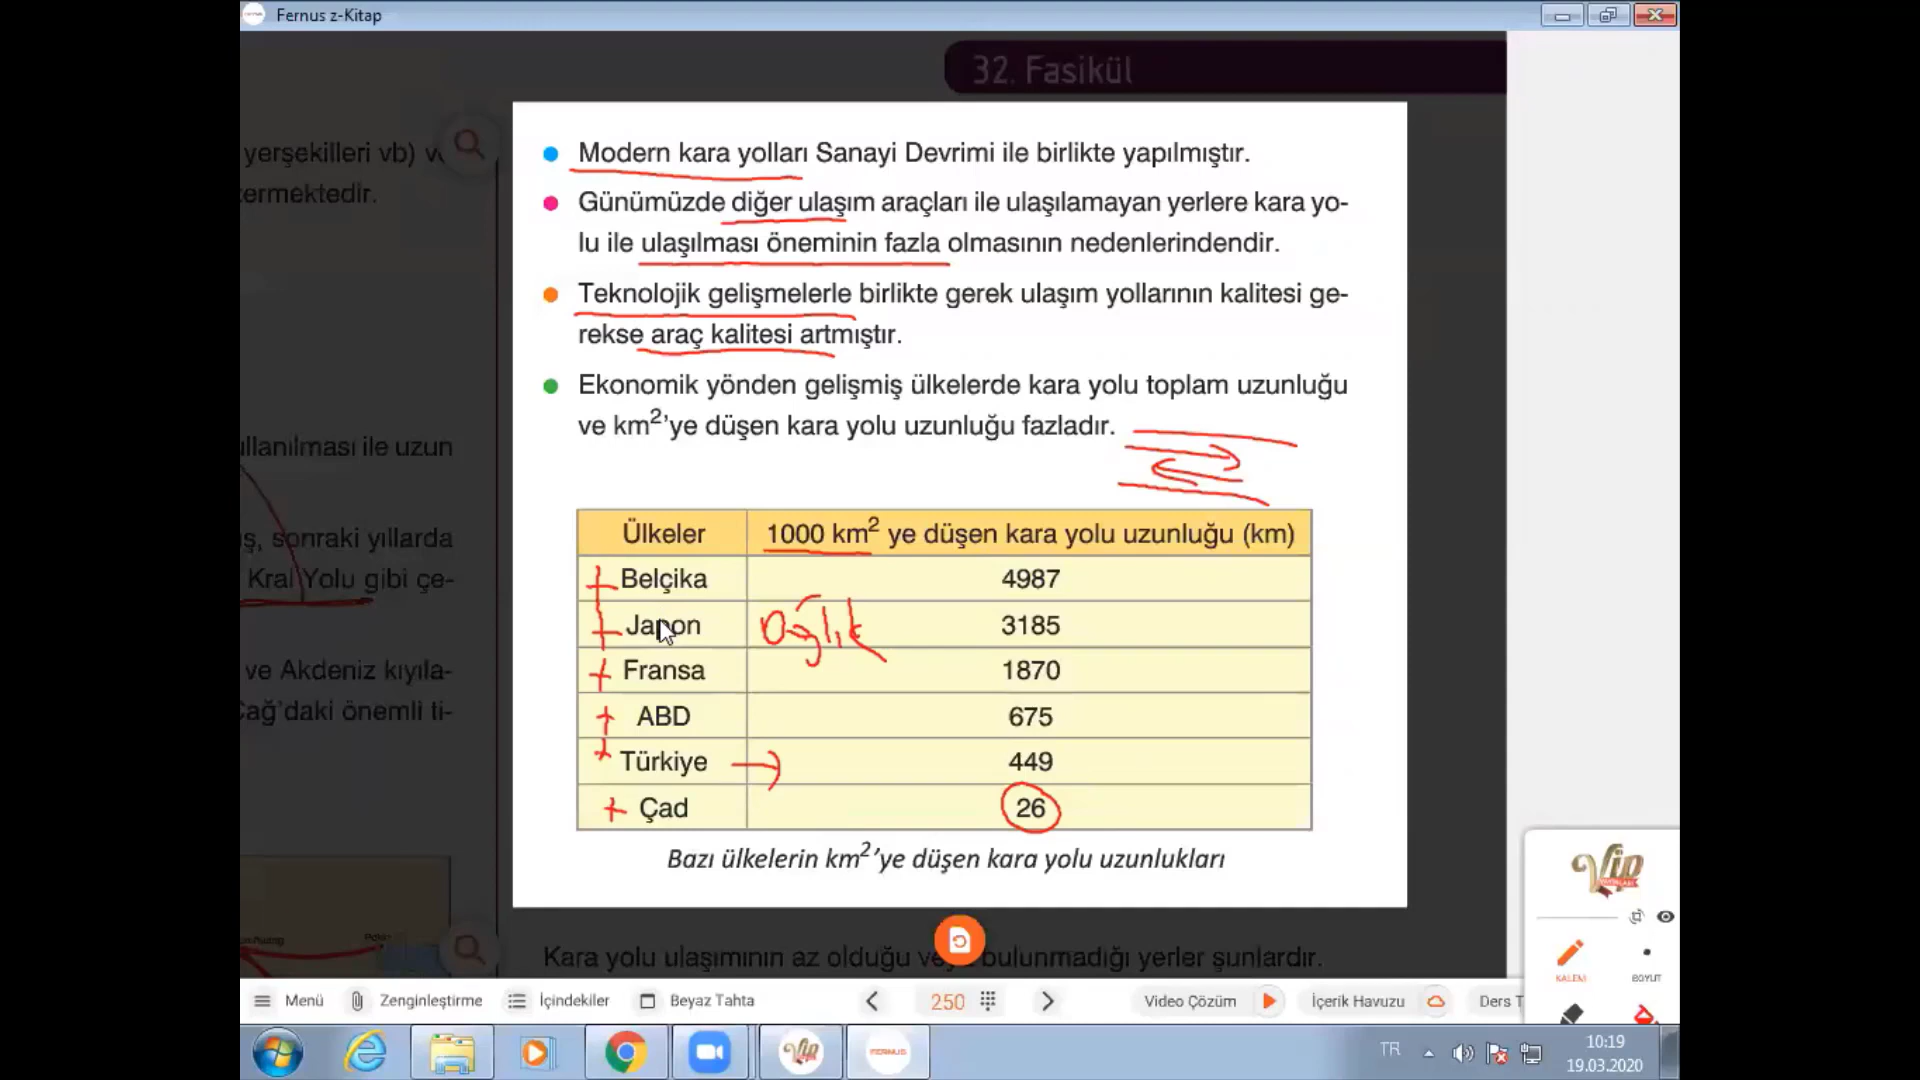 Fernus z-Kitap
32. Fasikül
yerşekilleri vb)
ermektedir.
ullanılması ile uzun
ş, sonraki yıllarda
Kral Yolu gibi çe-
ve Akdeniz kıyıla-
Çağ'daki önemli ti-
• Modern kara yolları Sanayi Devrimi ile birlikte yapılmıştır.
• Günümüzde diğer ulaşım araçları ile ulaşılamayan yerlere kara yo-
lu ile ulaşılması öneminin fazla olmasının nedenlerindendir.
• Teknolojik gelişmelerle birlikte gerek ulaşım yollarının kalitesi ge-
rekse araç kalitesi artmıştır.
• Ekonomik yönden gelişmiş ülkelerde kara yolu toplam uzunluğu
ve km²'ye düşen kara yolu uzunluğu fazladır.
Ülkeler 1000 km² ye düşen kara yolu uzunluğu (km)
Belçika 4987
Japon 3185
Fransa 1870
ABD 675
Türkiye 449
Çad 26
Bazı ülkelerin km²'ye düşen kara yolu uzunlukları
Kara yolu ulaşımının az olduğu bulunmadığı yerler şunlardır.
Vip
KALEM BOYUT
Menü Zenginleştirme İçindekiler Beyaz Tahta 250 Video Çözüm İçerik Havuzu Ders T
Vip FERNUS TR 10:19
19.03.2020